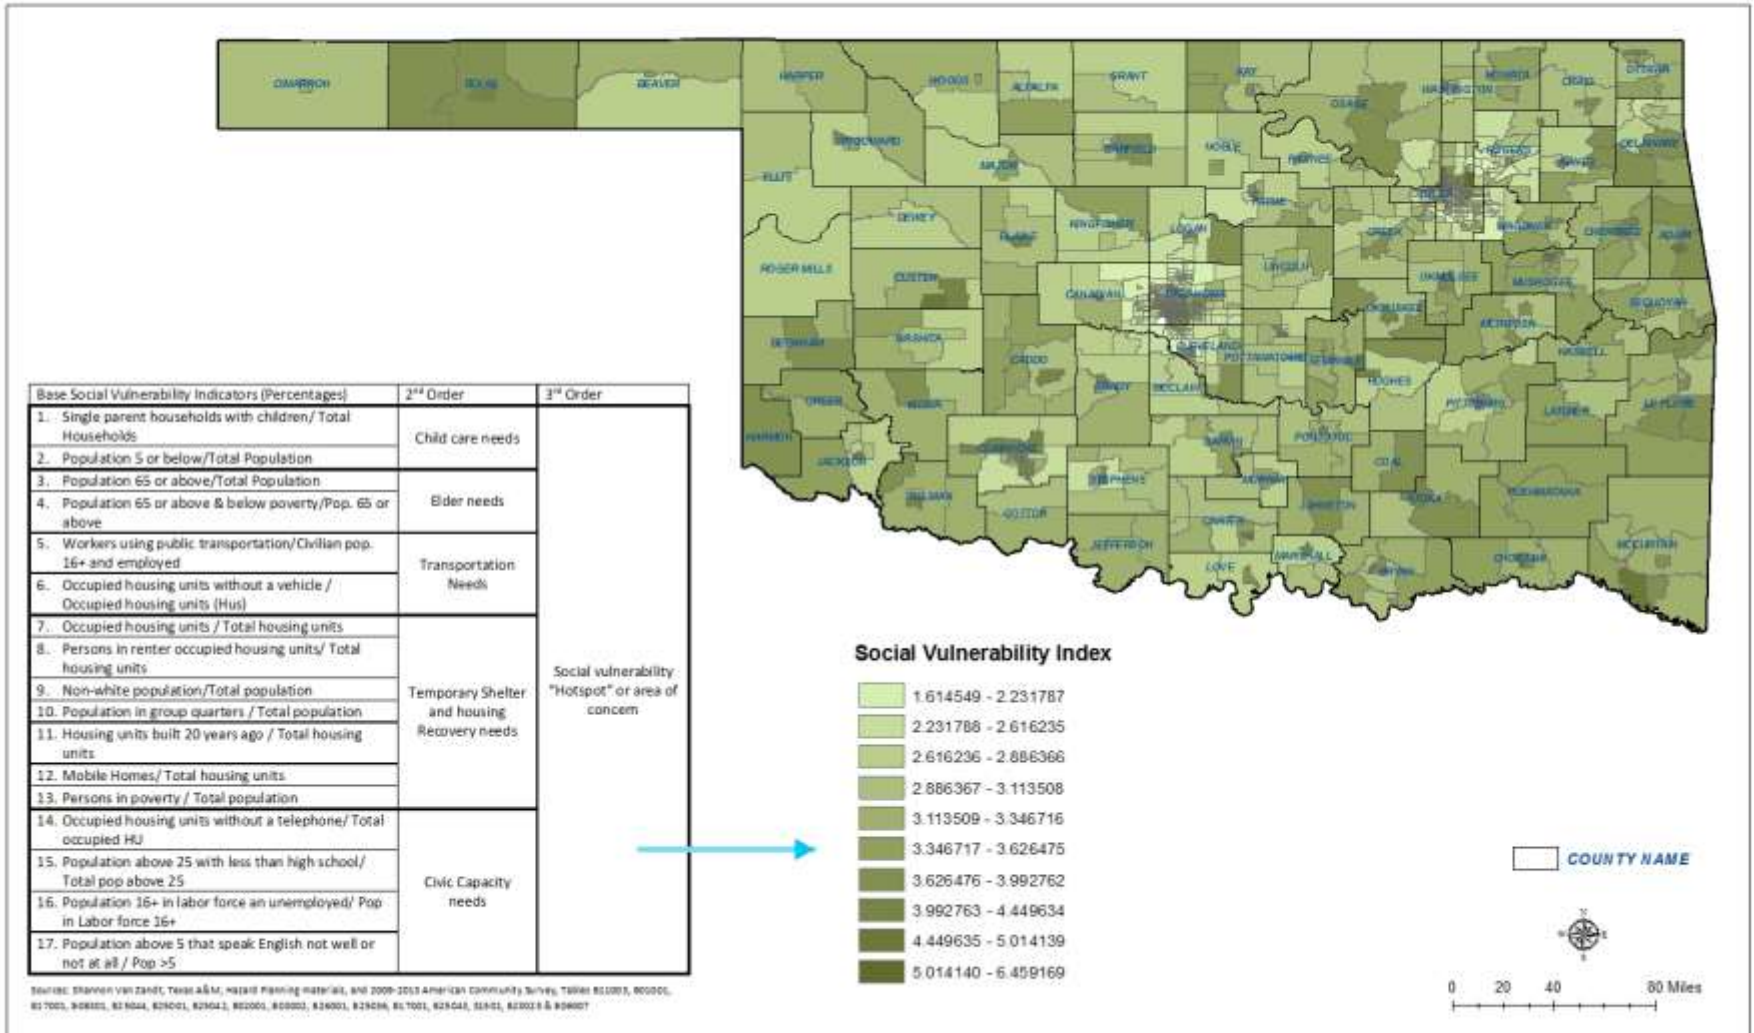 CIMARRON
TEXAS
BEAVER
HARPER
WOODS
ALFALFA
GRANT
KAY
OSAGE
WASHINGTON
NOWATA
CRAIG
OTTAWA
ELLIS
WOODWARD
MAJOR
GARFIELD
NOBLE
PAWNEE
ROGERS
MAYES
DELAWARE
DEWEY
BLAINE
KINGFISHER
LOGAN
PAYNE
CREEK
TULSA
WAGONER
CHEROKEE
ADAIR
ROGER MILLS
CUSTER
CANADIAN
OKLAHOMA
LINCOLN
OKMULGEE
MUSKOGEE
OKFUSKEE
SEQUOYAH
BECKHAM
WASHITA
CADDO
GRADY
CLEVELAND
MCCLAIN
POTTAWATOMIE
SEMINOLE
HUGHES
MCINTOSH
HASKELL
PITTSBURG
LATIMER
LE FLORE
GREER
KIOWA
HARMON
JACKSON
COMANCHE
STEPHENS
GARVIN
PONTOTOC
COAL
MURRAY
TILLMAN
COTTON
JEFFERSON
CARTER
JOHNSTON
ATOKA
PUSHMATAHA
LOVE
MARSHALL
BRYAN
CHOCTAW
MCCURTAIN
Base Social Vulnerability Indicators (Percentages)
2nd Order
3rd Order
1. Single parent households with children/ Total
Households
2. Population 5 or below/Total Population
Child care needs
3. Population 65 or above/Total Population
4. Population 65 or above & below poverty/Pop. 65 or
above
Elder needs
5. Workers using public transportation/Civilian pop.
16+ and employed
6. Occupied housing units without a vehicle /
Occupied housing units (Hus)
Transportation
Needs
7. Occupied housing units / Total housing units
8. Persons in renter occupied housing units/ Total
housing units
9. Non-white population/Total population
10. Population in group quarters / Total population
11. Housing units built 20 years ago / Total housing
units
12. Mobile Homes/ Total housing units
13. Persons in poverty / Total population
Temporary Shelter
and housing
Recovery needs
14. Occupied housing units without a telephone/ Total
occupied HU
15. Population above 25 with less than high school/
Total pop above 25
16. Population 16+ in labor force an unemployed/ Pop
in Labor force 16+
17. Population above 5 that speak English not well or
not at all / Pop >5
Civic Capacity
needs
Social vulnerability
"Hotspot" or area of
concern
Sources: Shannon Van Zandt, Texas A&M, Hazard Planning materials, and 2009-2013 American Community Survey, Tables
Social Vulnerability Index
1.614549 - 2.231787
2.231788 - 2.616235
2.616236 - 2.886366
2.886367 - 3.113508
3.113509 - 3.346716
3.346717 - 3.626475
3.626476 - 3.992762
3.992763 - 4.449634
4.449635 - 5.014139
5.014140 - 6.459169
COUNTY NAME
N
W E
S
0 20 40 80 Miles